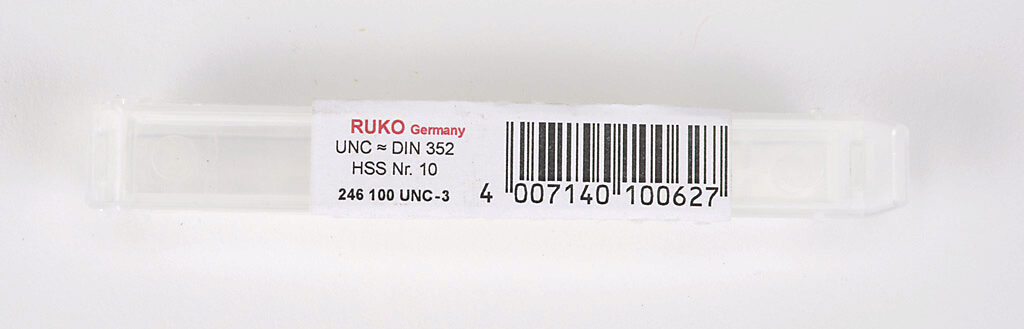 RUKO Germany
UNC ≈ DIN 352
HSS Nr. 10
246 100 UNC-3
4 007140 100627